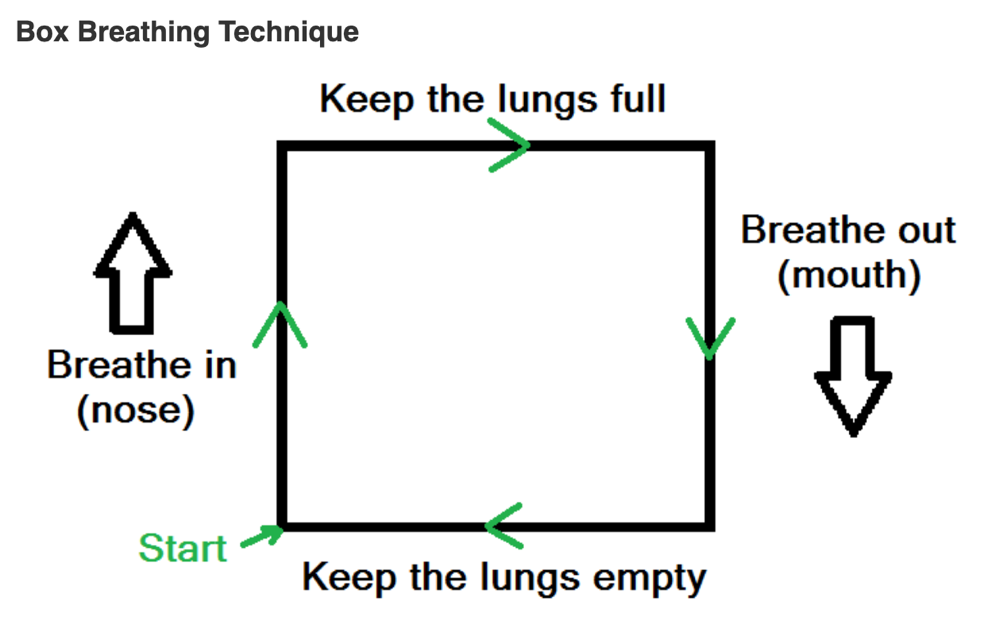 Box Breathing Technique
Keep the lungs full
Breathe out
(mouth)
Breathe in
(nose)
Start
Keep the lungs empty